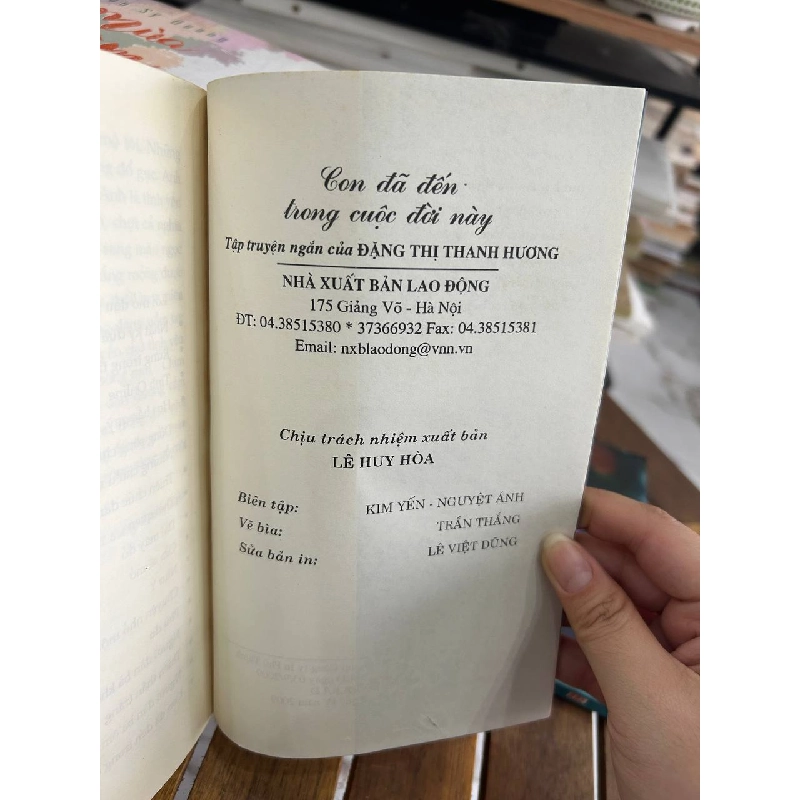 Con đã đến
trong cuộc đời này
Tập truyện ngắn của ĐẶNG THỊ THANH HƯƠNG
NHÀ XUẤT BẢN LAO ĐỘNG
175 Giảng Võ - Hà Nội
ĐT: 04.38515380 * 37366932 Fax: 04.38515381
Email: nxblaodong@vnn.vn
Chịu trách nhiệm xuất bản
LÊ HUY HÒA
Biên tập: KIM YẾN - NGUYỆT ANH
Vẽ bìa: TRẦN THẮNG
Sửa bản in: LÊ VIỆT DŨNG